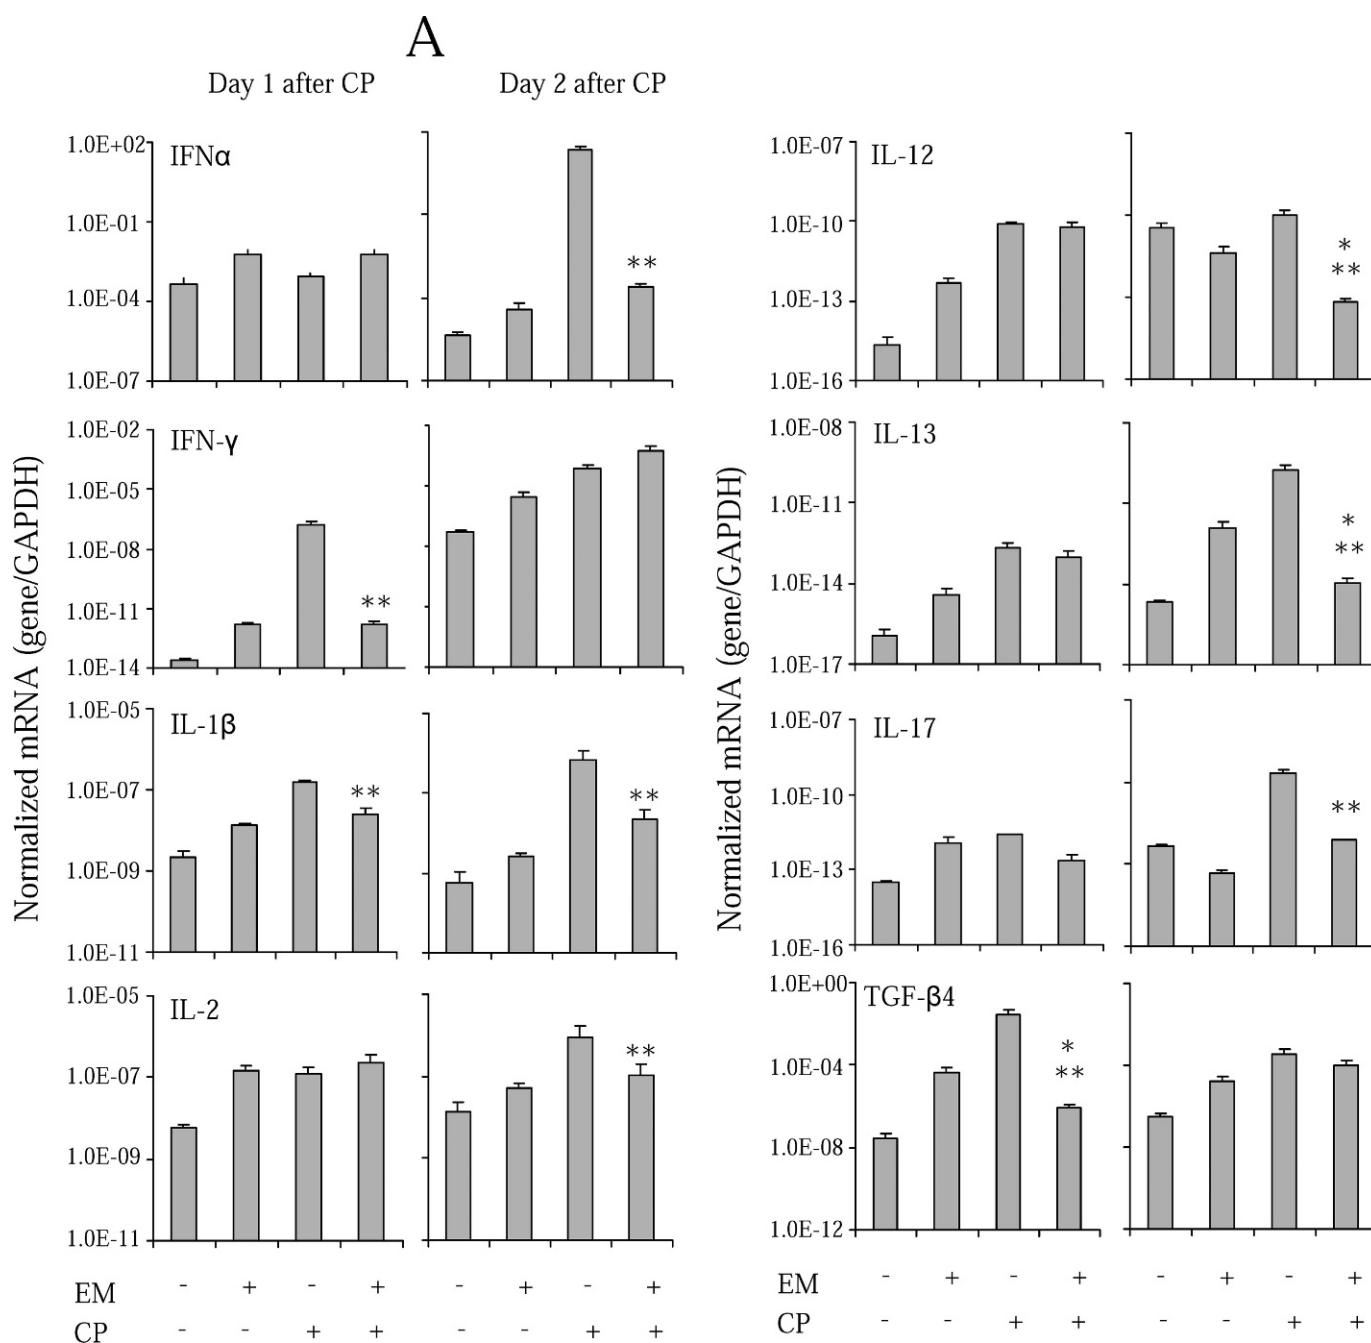 A
Day 1 after CP
Day 2 after CP
Normalized mRNA (gene/GAPDH)
IFNα
1.0E+02
1.0E-01
1.0E-04
1.0E-07
**
IFN-γ
1.0E-02
1.0E-05
1.0E-08
1.0E-11
1.0E-14
**
IL-1β
1.0E-05
1.0E-07
1.0E-09
1.0E-11
**
**
IL-2
1.0E-05
1.0E-07
1.0E-09
1.0E-11
**
EM - + - + - + - +
CP - - + + - - + +
Normalized mRNA (gene/GAPDH)
IL-12
1.0E-07
1.0E-10
1.0E-13
1.0E-16
*
**
IL-13
1.0E-08
1.0E-11
1.0E-14
1.0E-17
*
**
IL-17
1.0E-07
1.0E-10
1.0E-13
1.0E-16
**
TGF-β4
1.0E+00
1.0E-04
1.0E-08
1.0E-12
*
**
EM - + - + - + - +
CP - - + + - - + +